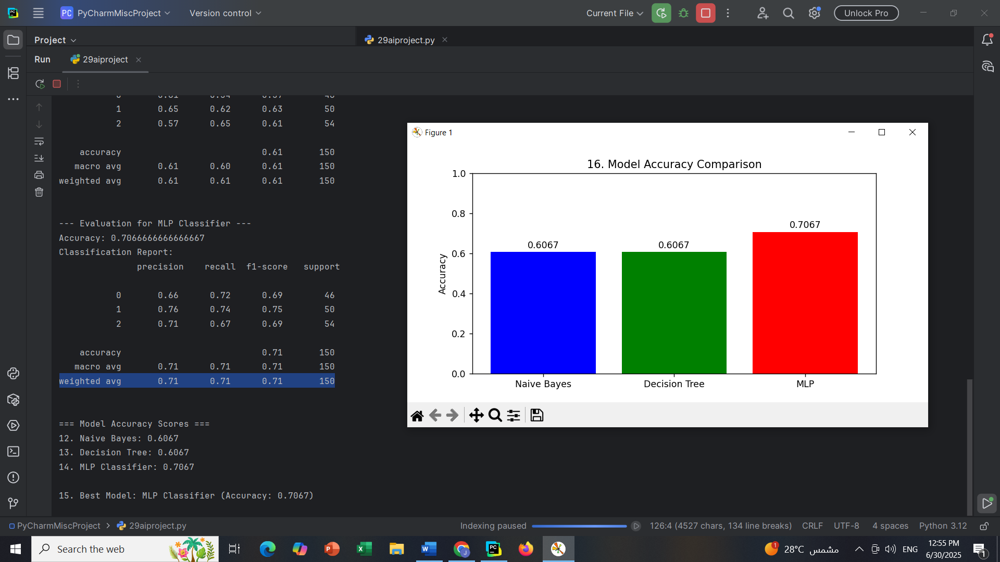 PC PyCharmMiscProject Version control Current File Unlock Pro
Project 29aiproject.py
Run 29aiproject
1 0.65 0.62 0.63 50
2 0.57 0.65 0.61 54
accuracy 0.61 150
macro avg 0.61 0.60 0.61 150
weighted avg 0.61 0.61 0.61 150
--- Evaluation for MLP Classifier ---
Accuracy: 0.7066666666666667
Classification Report:
precision recall f1-score support
0 0.66 0.72 0.69 46
1 0.76 0.74 0.75 50
2 0.71 0.67 0.69 54
accuracy 0.71 150
macro avg 0.71 0.71 0.71 150
weighted avg 0.71 0.71 0.71 150
=== Model Accuracy Scores ===
12. Naive Bayes: 0.6067
13. Decision Tree: 0.6067
14. MLP Classifier: 0.7067
15. Best Model: MLP Classifier (Accuracy: 0.7067)
Figure 1
16. Model Accuracy Comparison
1.0
0.8
0.6
0.4
0.2
0.0
Accuracy
0.6067
0.6067
0.7067
Naive Bayes Decision Tree MLP
PyCharmMiscProject > 29aiproject.py Indexing paused 126:4 (4527 chars, 134 line breaks) CRLF UTF-8 4 spaces Python 3.12
Search the web
1 28°C مشمس ENG
12:55 PM
6/30/2025
1